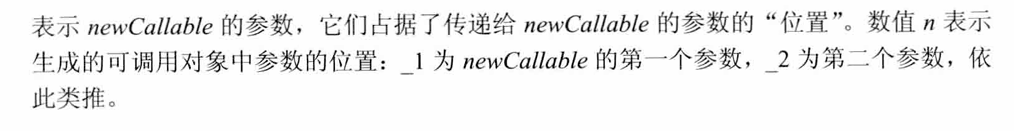 表示 newCallable 的参数，它们占据了传递给 newCallable 的参数的“位置”。数值 n 表示
生成的可调用对象中参数的位置：_1 为 newCallable 的第一个参数，_2 为第二个参数，依
此类推。